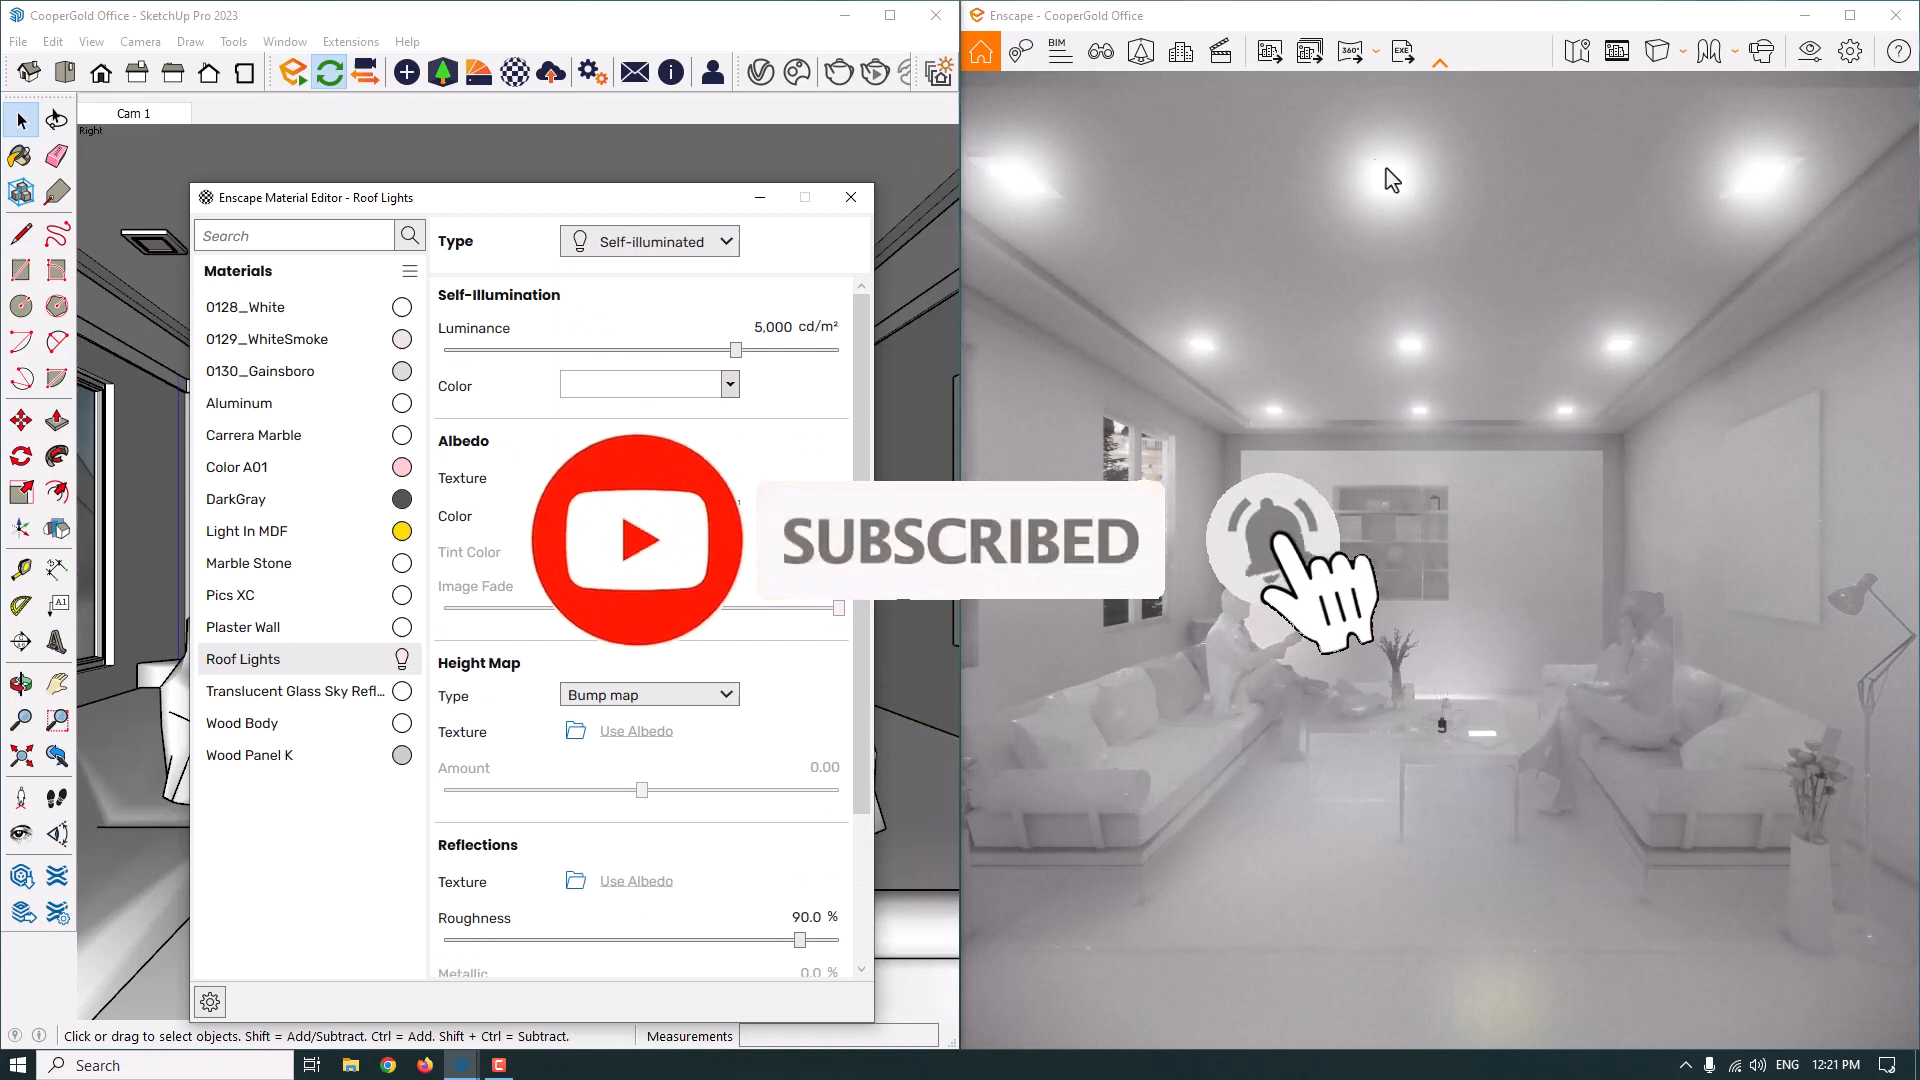 CooperGold Office - SketchUp Pro 2023
File Edit View Camera Draw Tools Window Extensions Help
Cam 1
Right
Enscape Material Editor - Roof Lights
Search
Materials
0128_White
0129_WhiteSmoke
0130_Gainsboro
Aluminum
Carrera Marble
Color A01
DarkGray
Light In MDF
Marble Stone
Pics XC
Plaster Wall
Roof Lights
Translucent Glass Sky Refl...
Wood Body
Wood Panel K
Type Self-illuminated
Self-Illumination
Luminance 5,000 cd/m²
Color
Albedo
Texture
Color
Tint Color
Image Fade
Height Map
Type Bump map
Texture Use Albedo
Amount 0.00
Reflections
Texture Use Albedo
Roughness 90.0 %
Metallic 0.0 %
A1
Click or drag to select objects. Shift = Add/Subtract. Ctrl = Add. Shift + Ctrl = Subtract.
Measurements
Enscape - CooperGold Office
BIM
360°
EXE
SUBSCRIBED
Search
ENG 12:21 PM